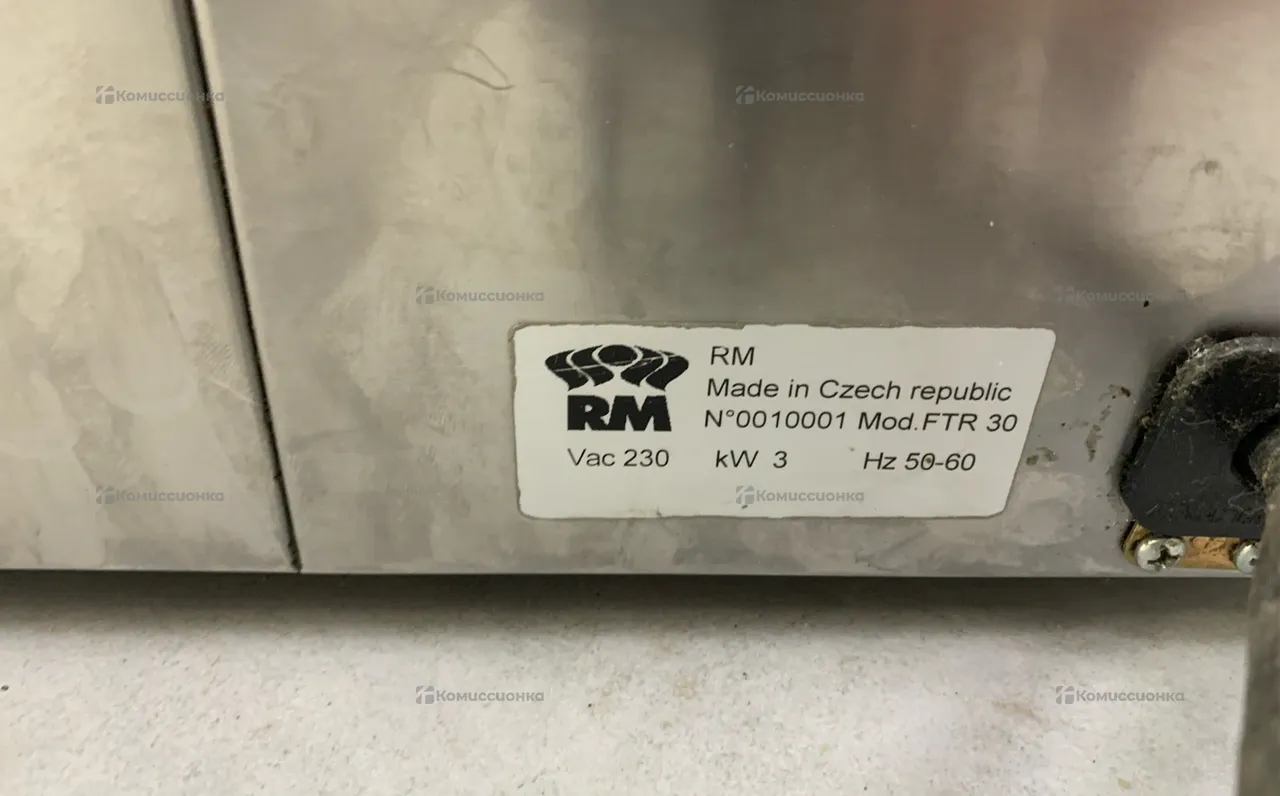 Комиссионка
Комиссионка
Комиссионка
Комиссионка
RM
RM
Made in Czech republic
N°0010001 Mod.FTR 30
Vac 230 kW 3 Hz 50-60
Комиссионка
Комиссионка
Комиссионка
Комиссионка